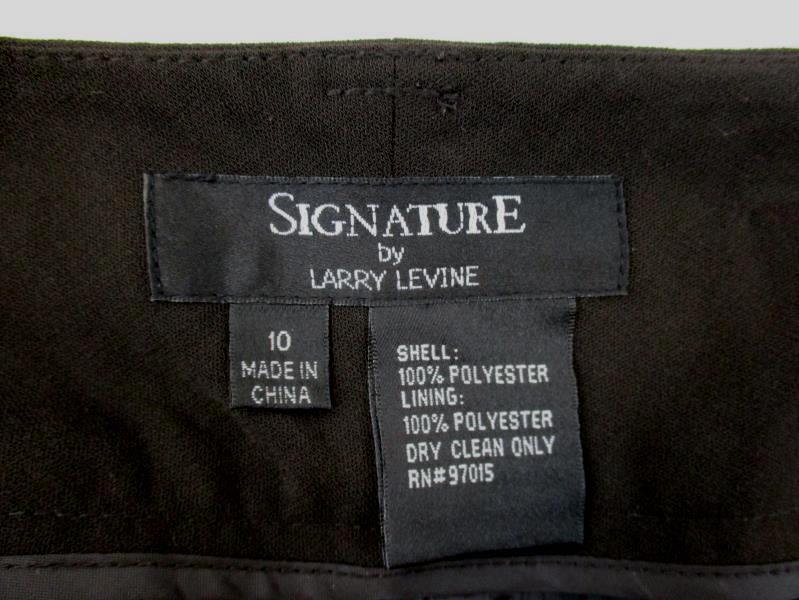 SIGNATURE
by
LARRY LEVINE
10
MADE IN
CHINA
SHELL:
100% POLYESTER
LINING:
100% POLYESTER
DRY CLEAN ONLY
RN#97015